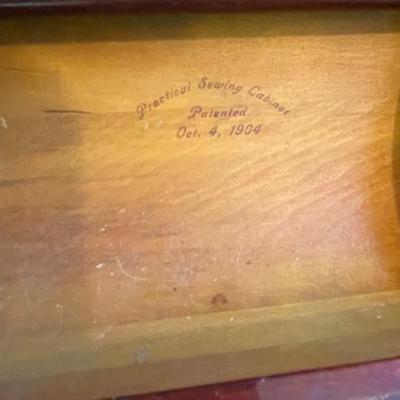 Practical Sewing Cabinet
Patented
Oct. 4, 1904